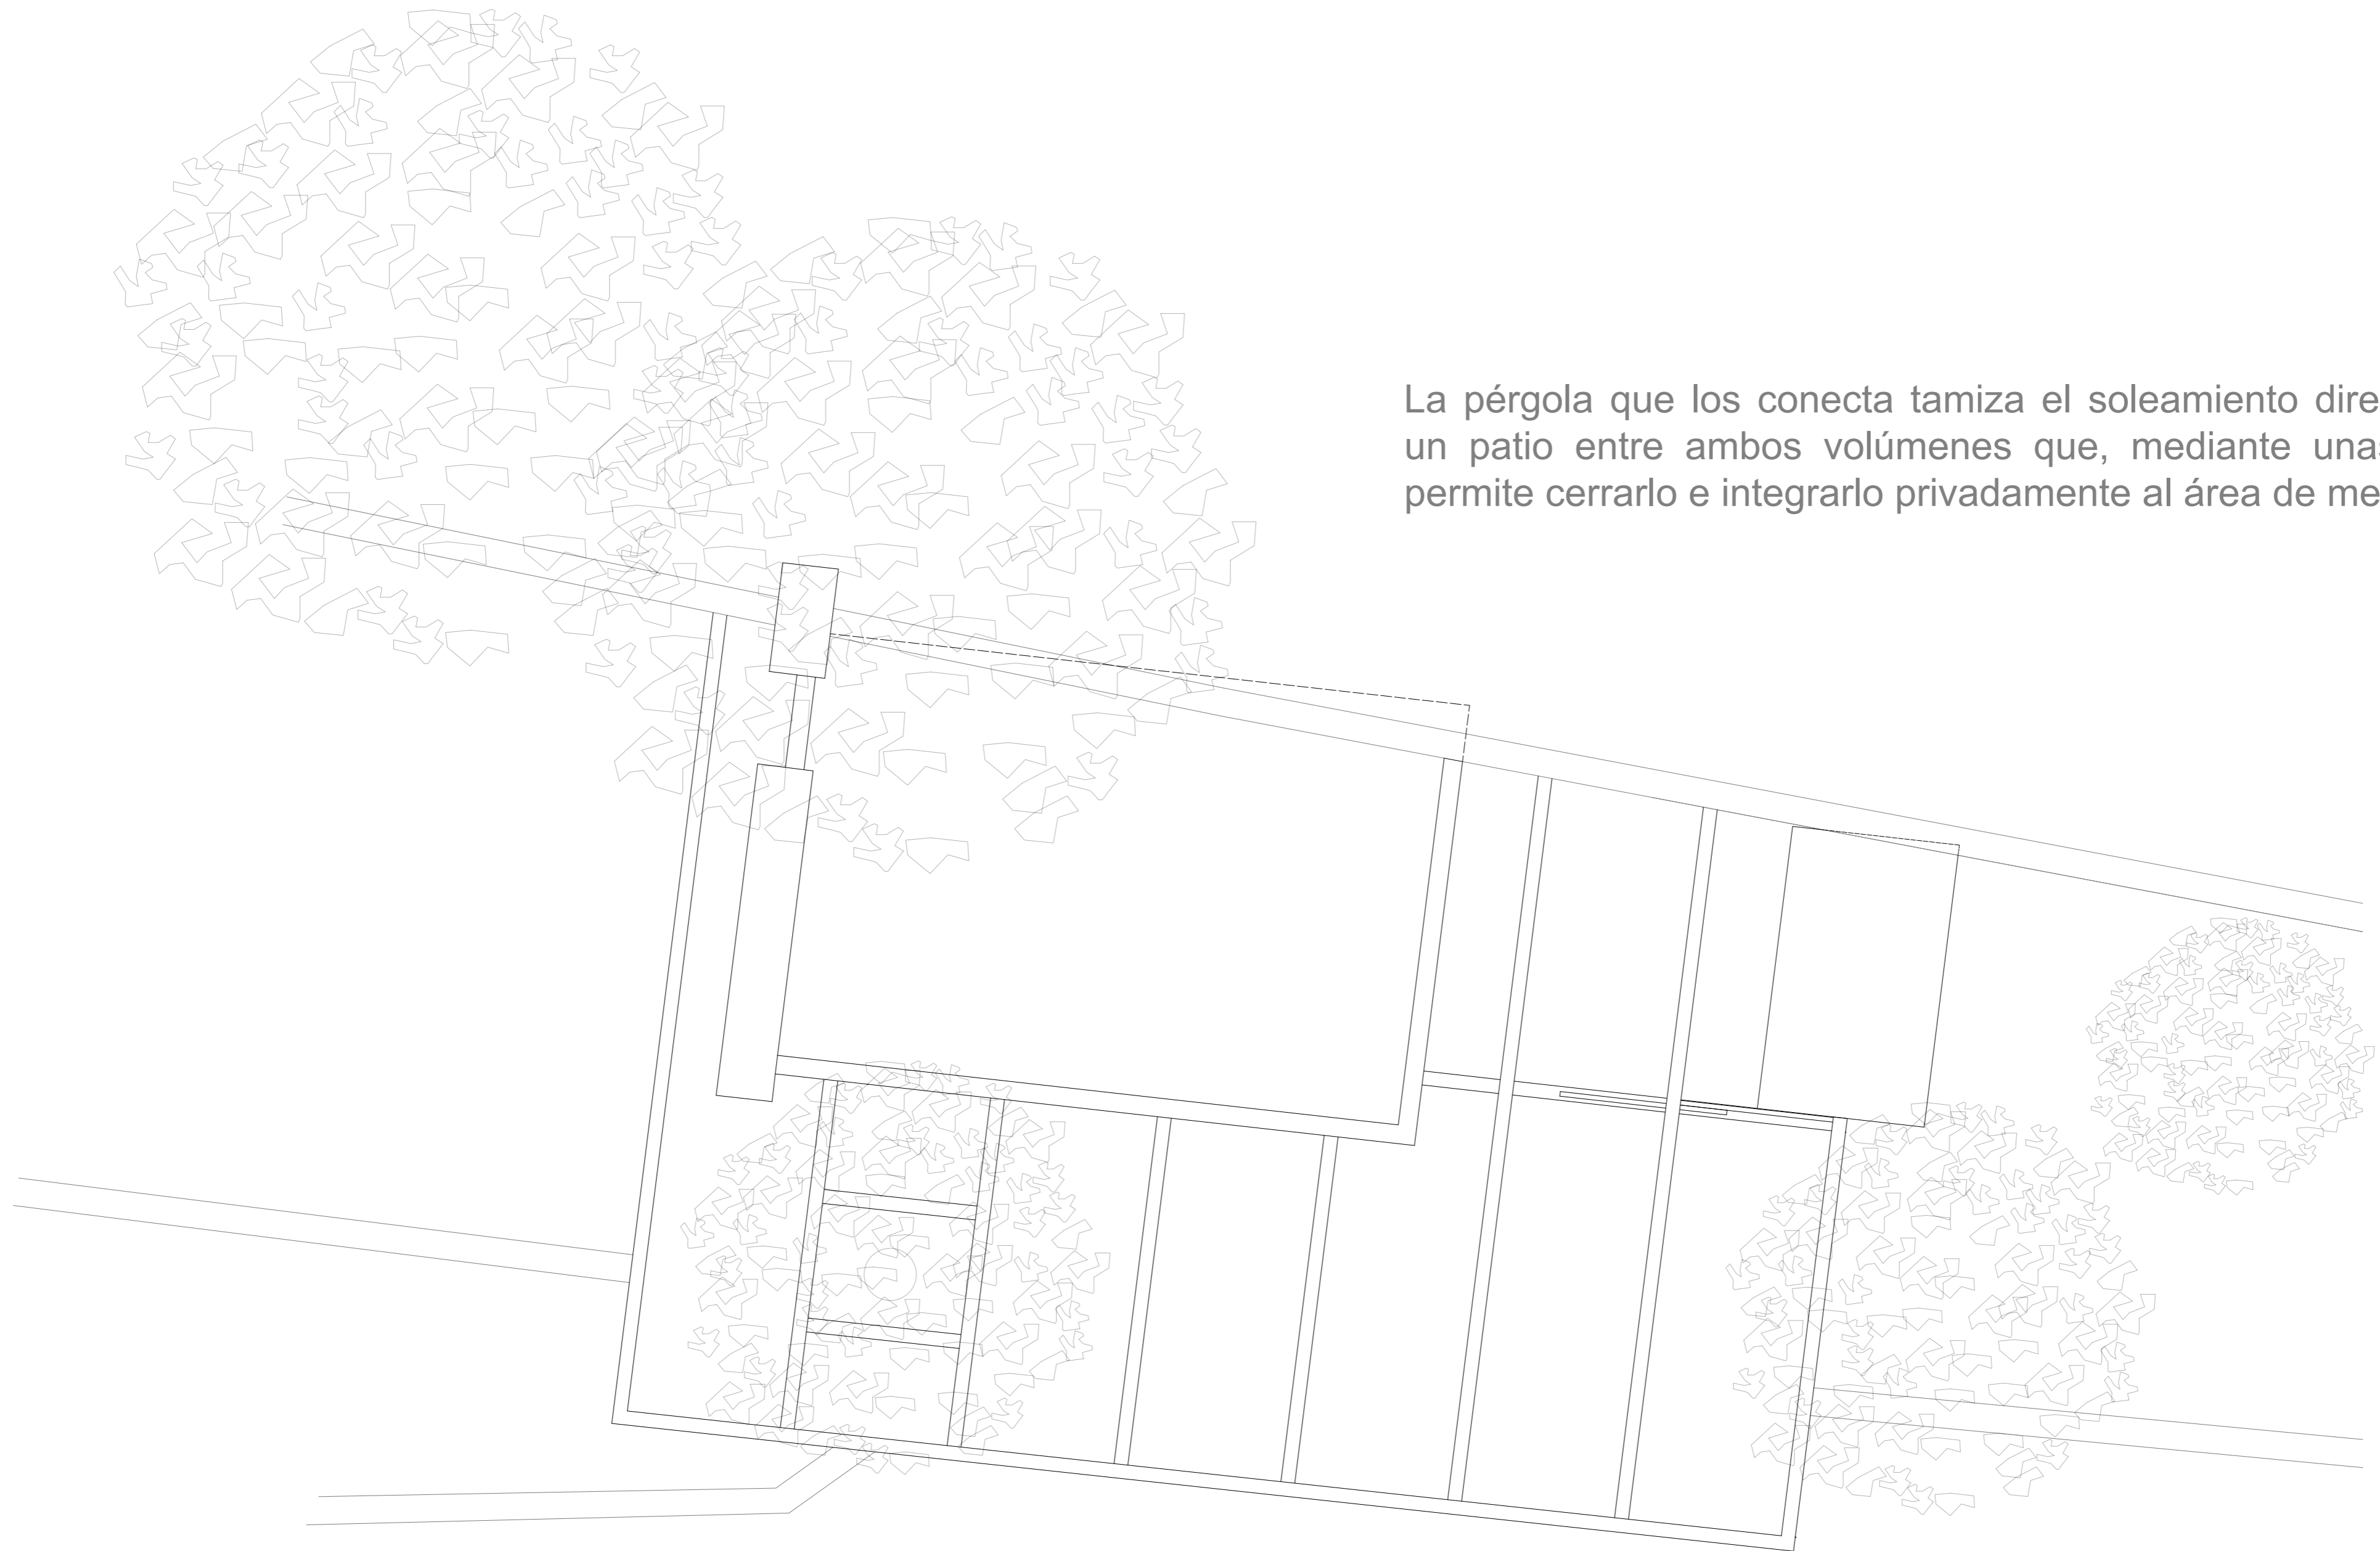 La pérgola que los conecta tamiza el soleamiento dire
un patio entre ambos volúmenes que, mediante unas
permite cerrarlo e integrarlo privadamente al área de me